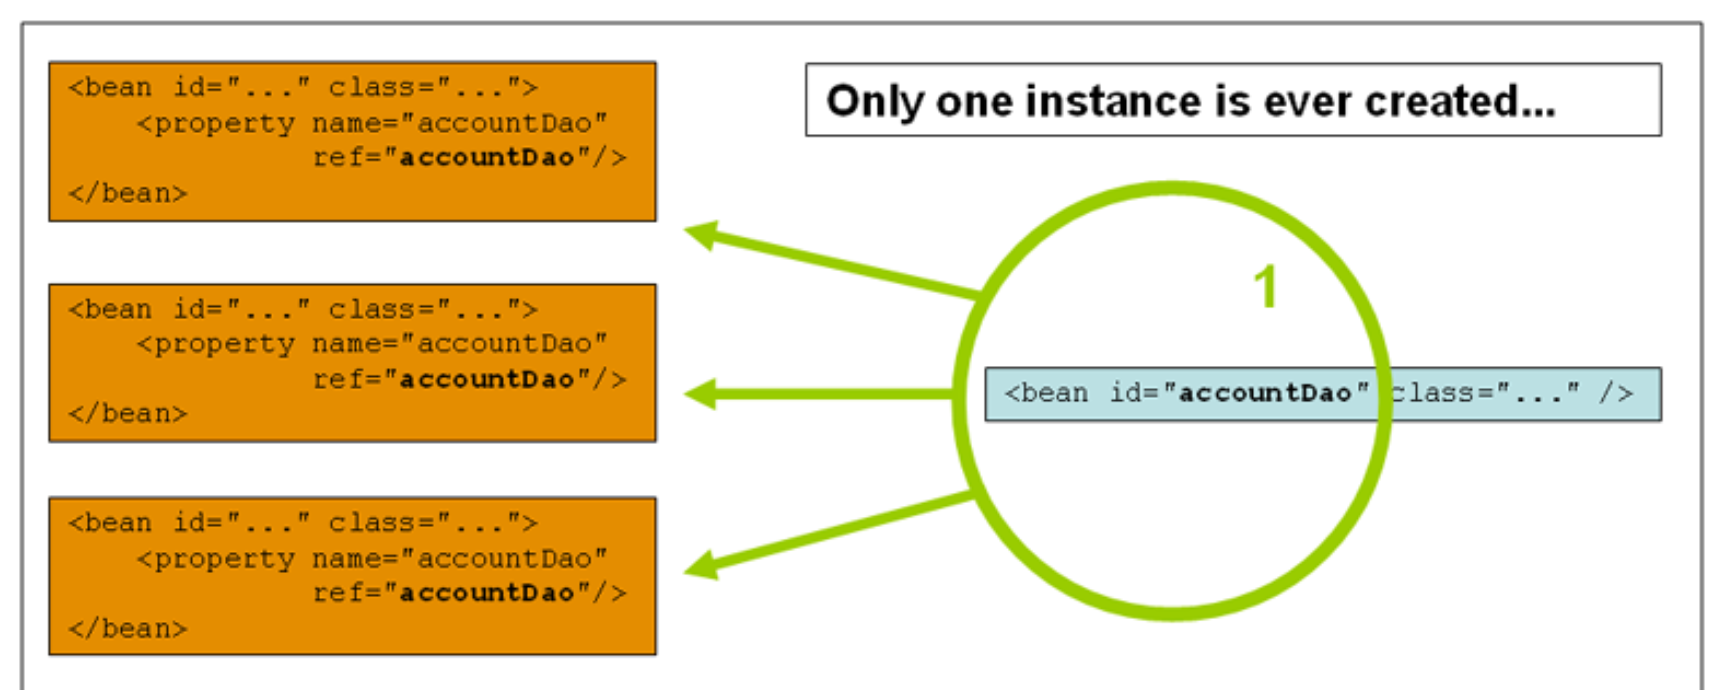 <bean id="..." class="...">
<property name="accountDao"
ref="accountDao"/>
</bean>
Only one instance is ever created...
<bean id="..." class="...">
<property name="accountDao"
ref="accountDao"/>
</bean>
1
<bean id="accountDao" class="..." />
<bean id="..." class="...">
<property name="accountDao"
ref="accountDao"/>
</bean>